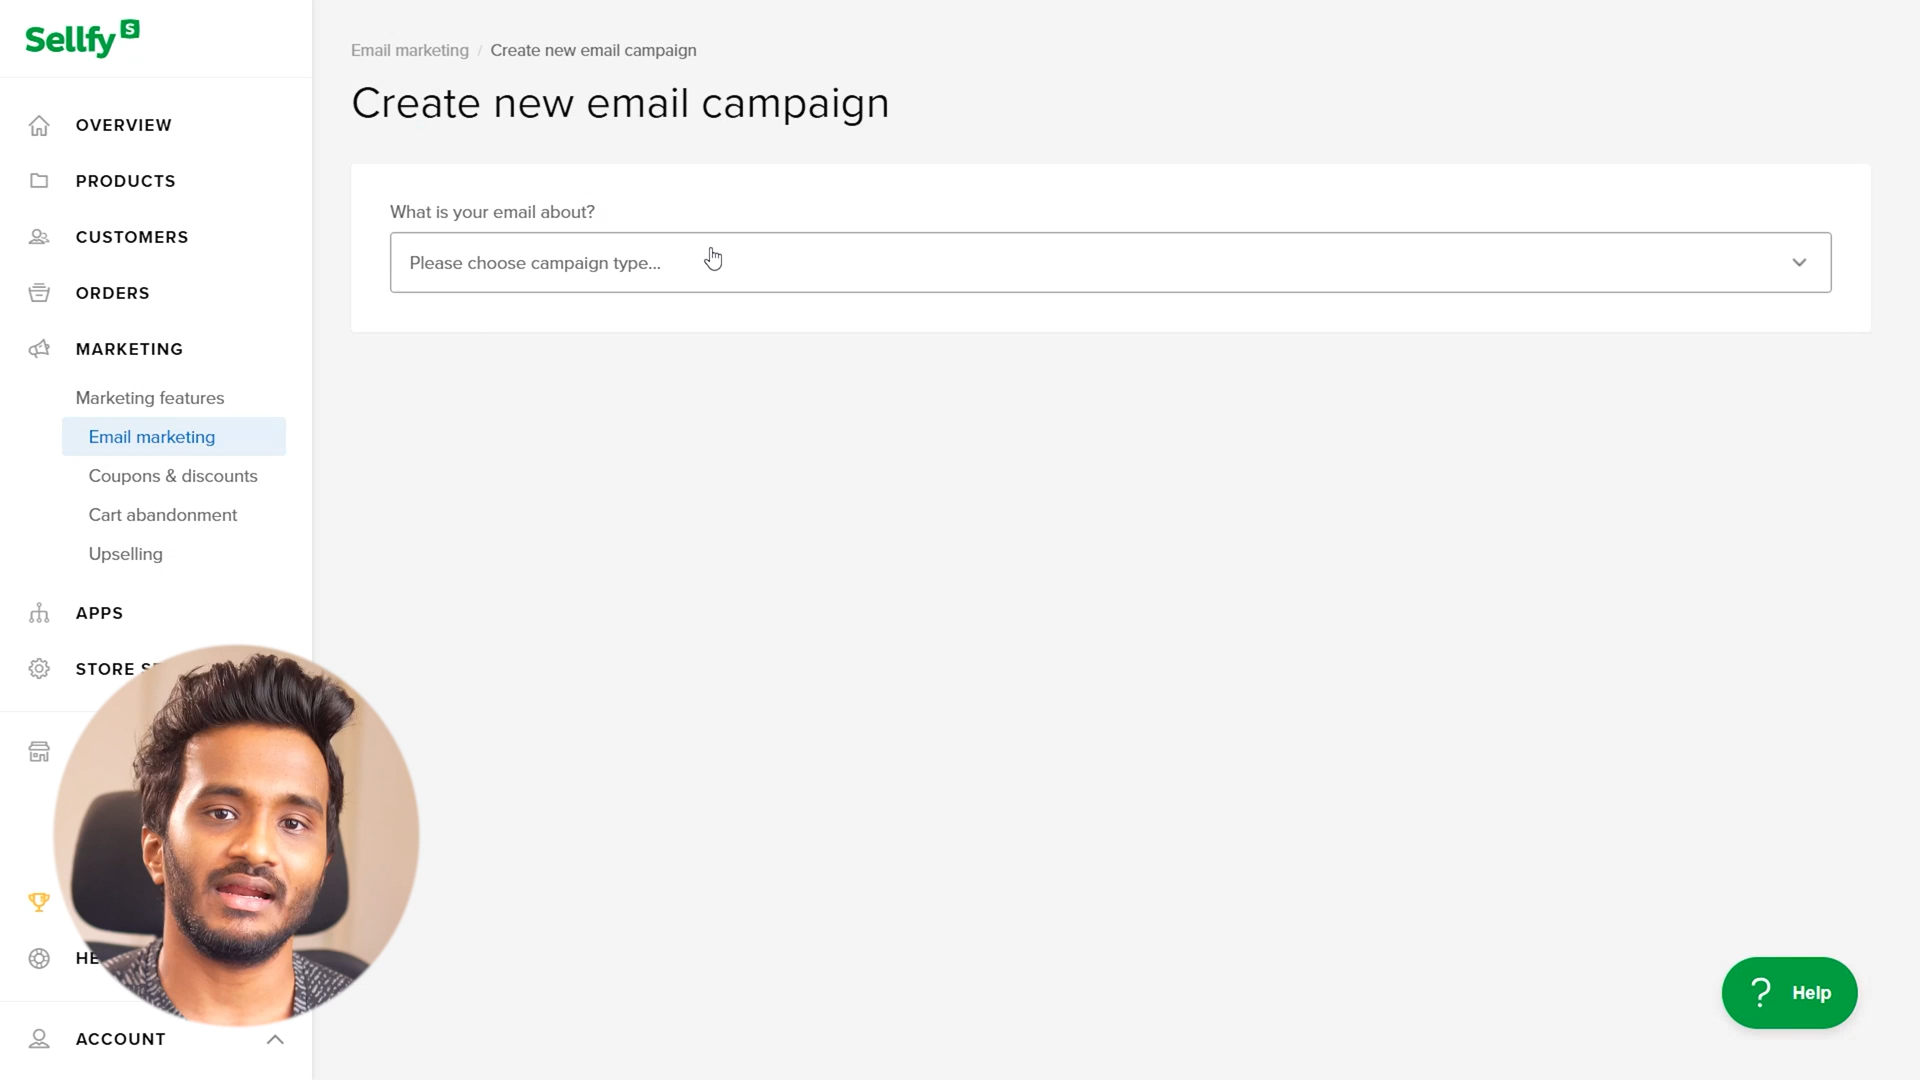 Sellfy S
OVERVIEW
PRODUCTS
CUSTOMERS
ORDERS
MARKETING
Marketing features
Email marketing
Coupons & discounts
Cart abandonment
Upselling
APPS
STORE
ACCOUNT
Email marketing / Create new email campaign
Create new email campaign
What is your email about?
Please choose campaign type...
? Help